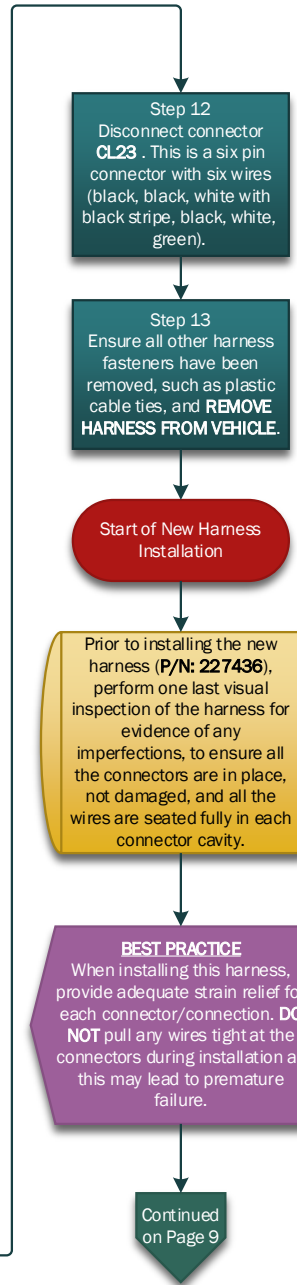 Step 12
Disconnect connector
CL23 . This is a six pin
connector with six wires
(black, black, white with
black stripe, black, white,
green).
Step 13
Ensure all other harness
fasteners have been
removed, such as plastic
cable ties, and REMOVE
HARNESS FROM VEHICLE.
Start of New Harness
Installation
Prior to installing the new
harness (P/N: 227436),
perform one last visual
inspection of the harness for
evidence of any
imperfections, to ensure all
the connectors are in place,
not damaged, and all the
wires are seated fully in each
connector cavity.
BEST PRACTICE
When installing this harness,
provide adequate strain relief
each connector/connection.
NOT pull any wires tight at the
connectors during installation
this may lead to premature
failure.
Continued
on Page 9